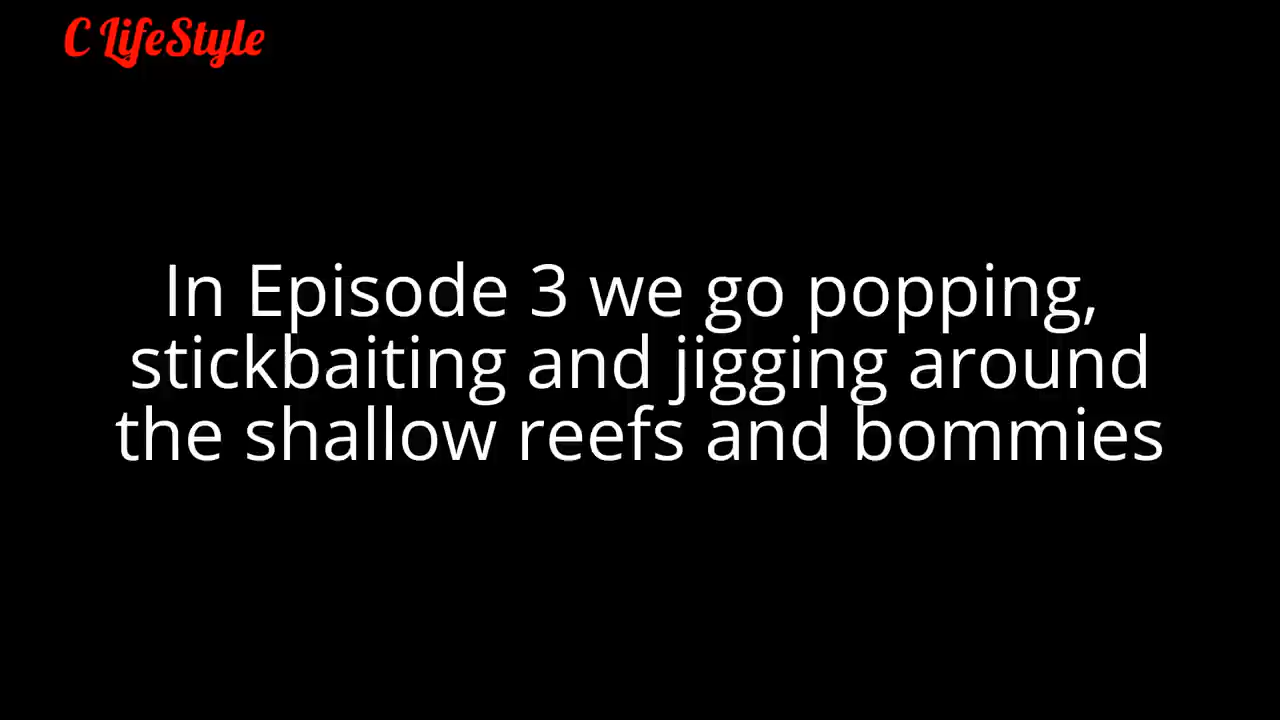 C LifeStyle
In Episode 3 we go popping,
stickbaiting and jigging around
the shallow reefs and bommies